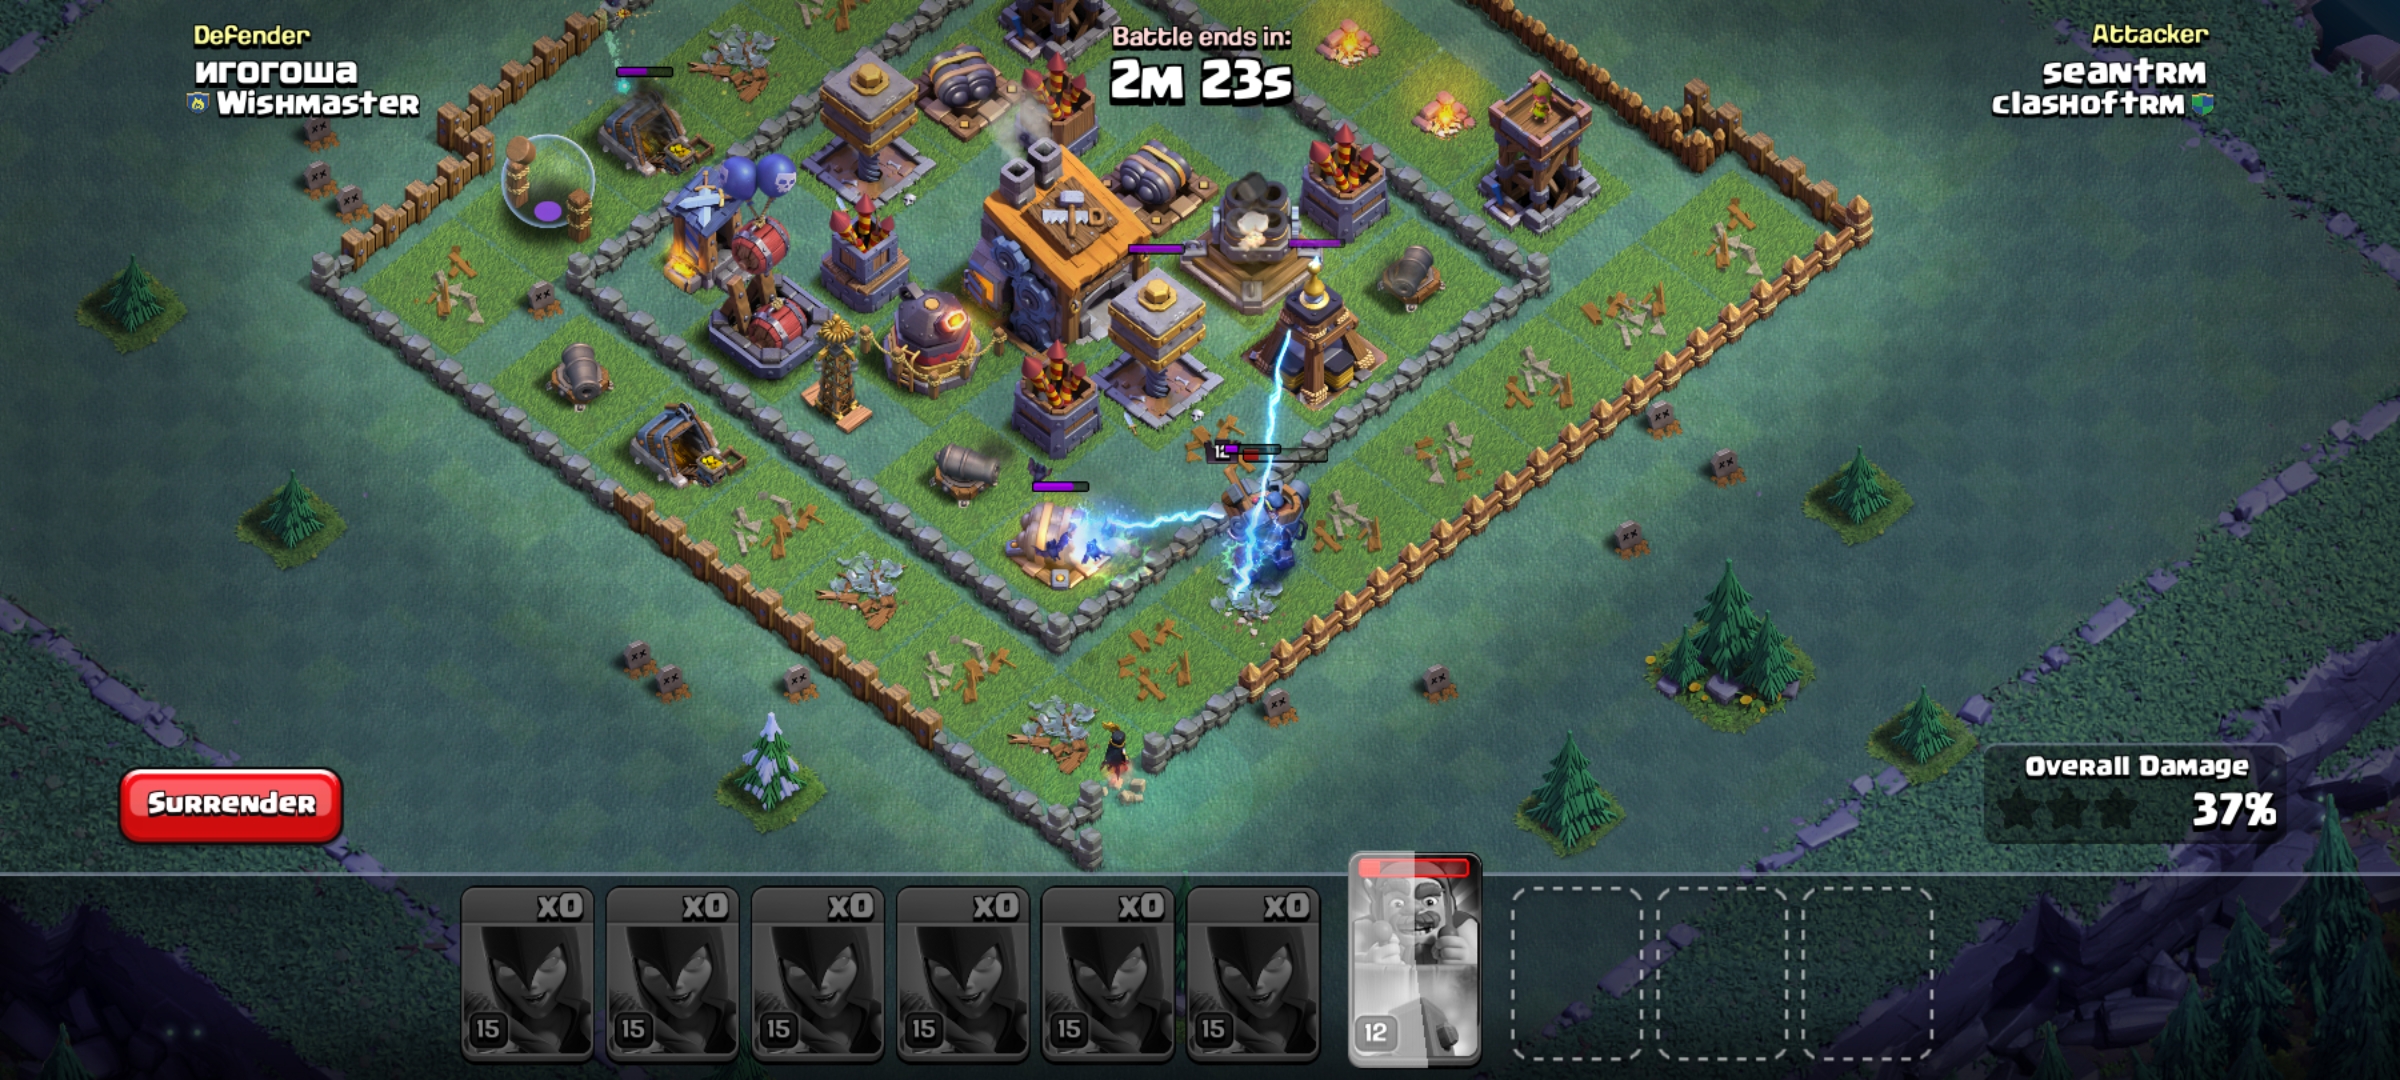 Defender
игогоша
Wishmaster
Battle ends in:
2M 23s
Attacker
seantRM
clashoftRM
12
Surrender
Overall Damage
37%
x0
x0
x0
x0
x0
x0
15
15
15
15
15
15
12